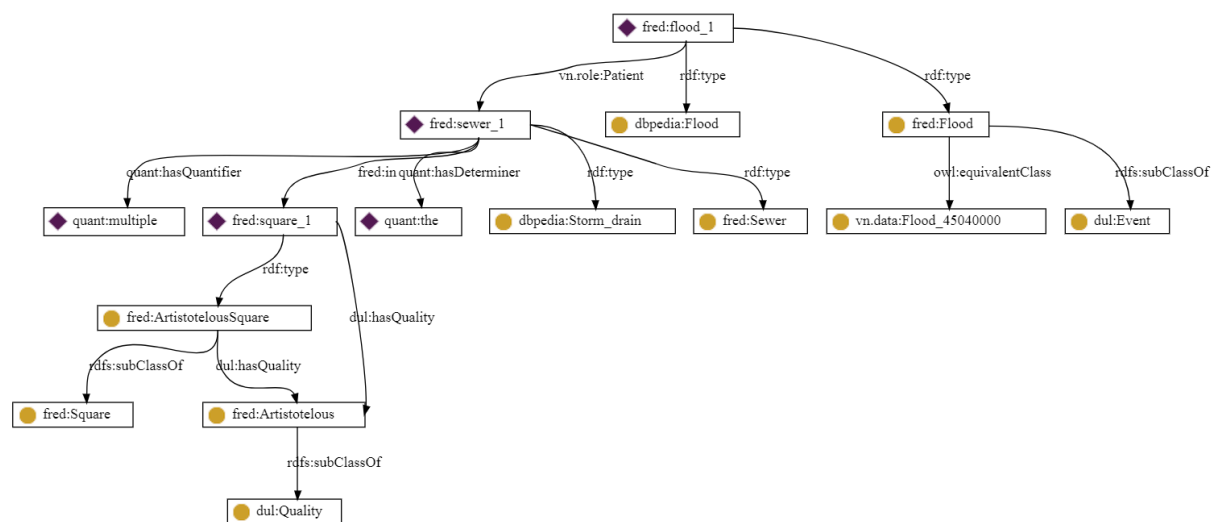 fred:flood_1
vn.role:Patient
rdf:type
rdf:type
fred:sewer_1
dbpedia:Flood
fred:Flood
quant:hasQuantifier
fred:in
quant:hasDeterminer
rdf:type
rdf:type
owl:equivalentClass
rdfs:subClassOf
quant:multiple
fred:square_1
quant:the
dbpedia:Storm_drain
fred:Sewer
vn.data:Flood_45040000
dul:Event
rdf:type
fred:ArtistotelousSquare
dul:hasQuality
rdfs:subClassOf
dul:hasQuality
fred:Square
fred:Artistotelous
rdfs:subClassOf
dul:Quality